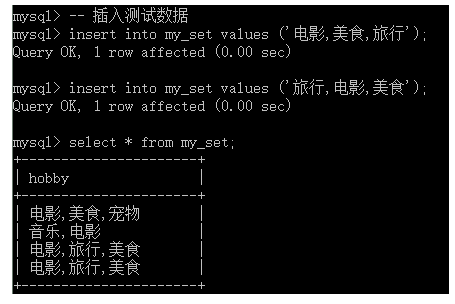 mysql> -- 插入测试数据
mysql> insert into my_set values ('电影,美食,旅行');
Query OK, 1 row affected (0.00 sec)
mysql> insert into my_set values ('旅行,电影,美食');
Query OK, 1 row affected (0.00 sec)
mysql> select * from my_set;
+----------------------+
| hobby                |
+----------------------+
| 电影,美食,宠物       |
| 音乐,电影            |
| 电影,旅行,美食       |
| 电影,旅行,美食       |
+----------------------+